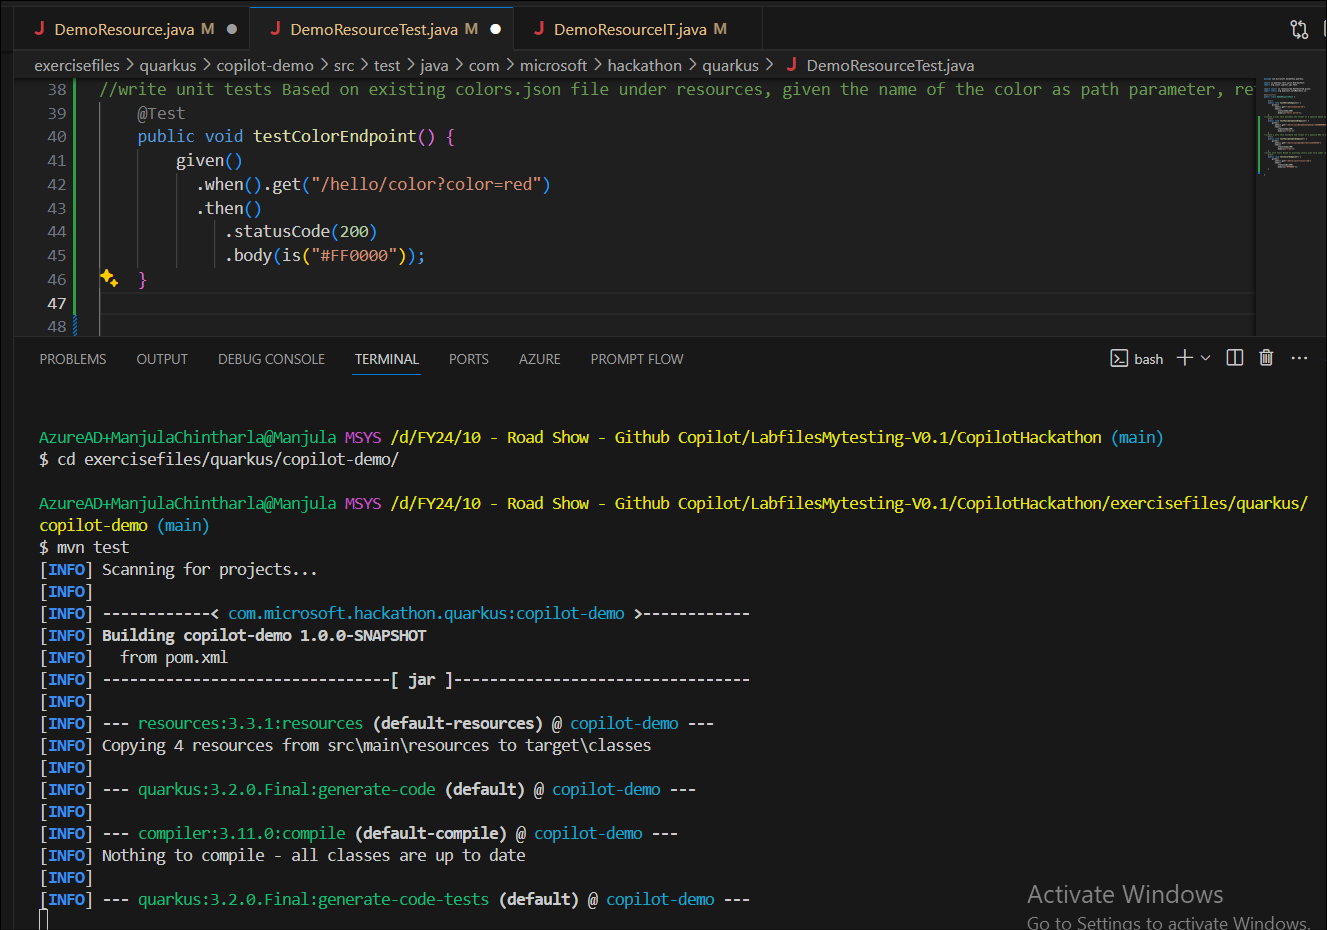 DemoResource.java M
DemoResourceTest.java M
DemoResourceIT.java M
exercisefiles > quarkus > copilot-demo > src > test > java > com > microsoft > hackathon > quarkus > DemoResourceTest.java
38 //write unit tests Based on existing colors.json file under resources, given the name of the color as path parameter, re
39 @Test
40 public void testColorEndpoint() {
41 given()
42 .when().get("/hello/color?color=red")
43 .then()
44 .statusCode(200)
45 .body(is("#FF0000"));
46 }
47
48
PROBLEMS OUTPUT DEBUG CONSOLE TERMINAL PORTS AZURE PROMPT FLOW
bash
AzureAD+ManjulaChintharla@Manjula MSYS /d/FY24/10 - Road Show - Github Copilot/LabfilesMytesting-V0.1/CopilotHackathon (main)
$ cd exercisefiles/quarkus/copilot-demo/
AzureAD+ManjulaChintharla@Manjula MSYS /d/FY24/10 - Road Show - Github Copilot/LabfilesMytesting-V0.1/CopilotHackathon/exercisefiles/quarkus/
copilot-demo (main)
$ mvn test
[INFO] Scanning for projects...
[INFO]
[INFO] ------------< com.microsoft.hackathon.quarkus:copilot-demo >------------
[INFO] Building copilot-demo 1.0.0-SNAPSHOT
[INFO]   from pom.xml
[INFO] --------------------------------[ jar ]---------------------------------
[INFO]
[INFO] --- resources:3.3.1:resources (default-resources) @ copilot-demo ---
[INFO] Copying 4 resources from src\main\resources to target\classes
[INFO]
[INFO] --- quarkus:3.2.0.Final:generate-code (default) @ copilot-demo ---
[INFO]
[INFO] --- compiler:3.11.0:compile (default-compile) @ copilot-demo ---
[INFO] Nothing to compile - all classes are up to date
[INFO]
[INFO] --- quarkus:3.2.0.Final:generate-code-tests (default) @ copilot-demo ---
Activate Windows
Go to Settings to activate Windows.